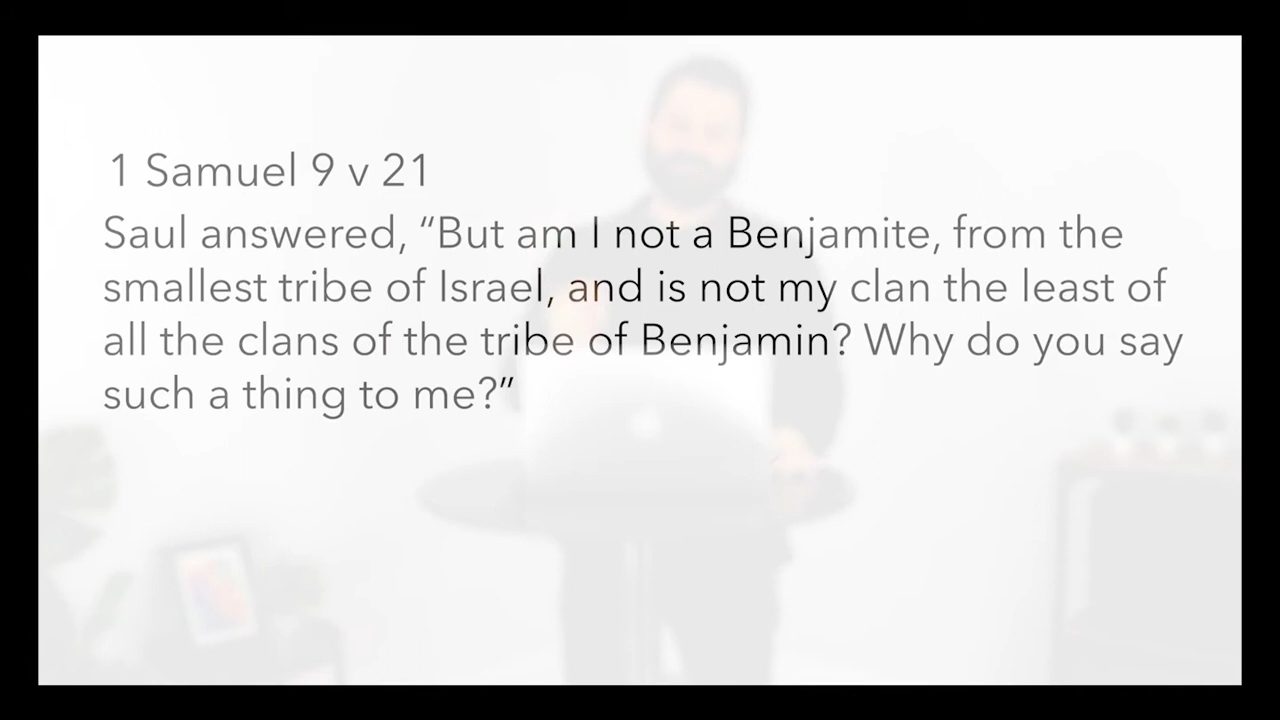 1 Samuel 9 v 21
Saul answered, “But am I not a Benjamite, from the
smallest tribe of Israel, and is not my clan the least of
all the clans of the tribe of Benjamin? Why do you say
such a thing to me?”